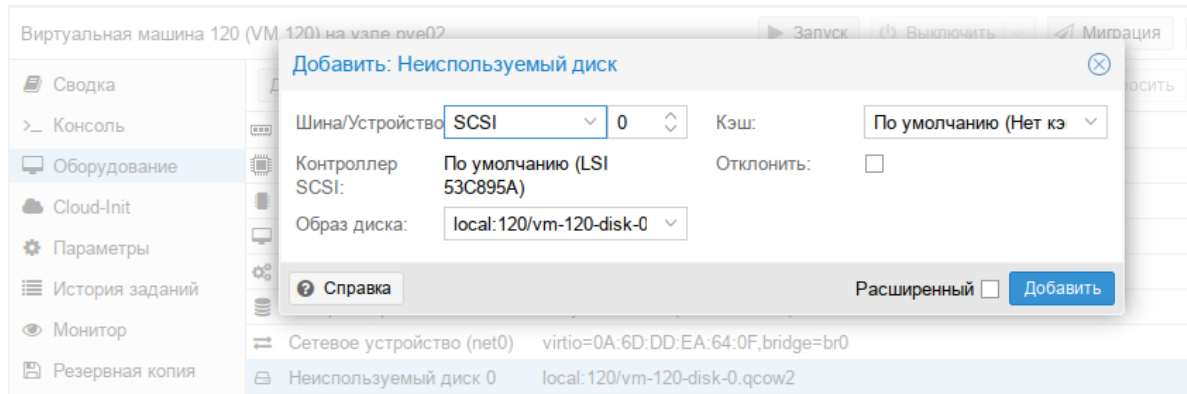 Виртуальная машина 120 (VM 120) на узле pve02
Запуск
Выключить
Миграция
Добавить: Неиспользуемый диск
Сводка
Консоль
Оборудование
Cloud-Init
Параметры
История заданий
Монитор
Резервная копия
Шина/Устройство SCSI 0
Кэш: По умолчанию (Нет кэ
Контроллер SCSI: По умолчанию (LSI
53C895A)
Отклонить:
Образ диска: local:120/vm-120-disk-0
Справка
Расширенный
Добавить
Сетевое устройство (net0) virtio=0A:6D:DD:EA:64:0F,bridge=br0
Неиспользуемый диск 0 local:120/vm-120-disk-0.qcow2